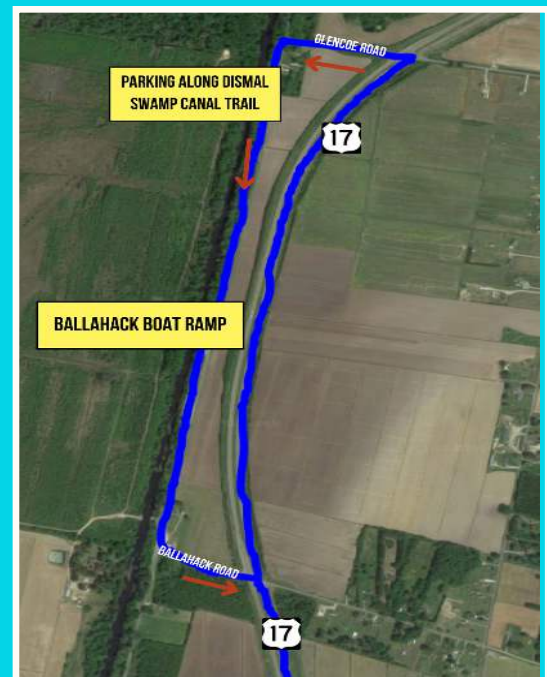 GLENCOE ROAD
PARKING ALONG DISMAL
SWAMP CANAL TRAIL
17
BALLAHACK BOAT RAMP
BALLAHACK ROAD
17